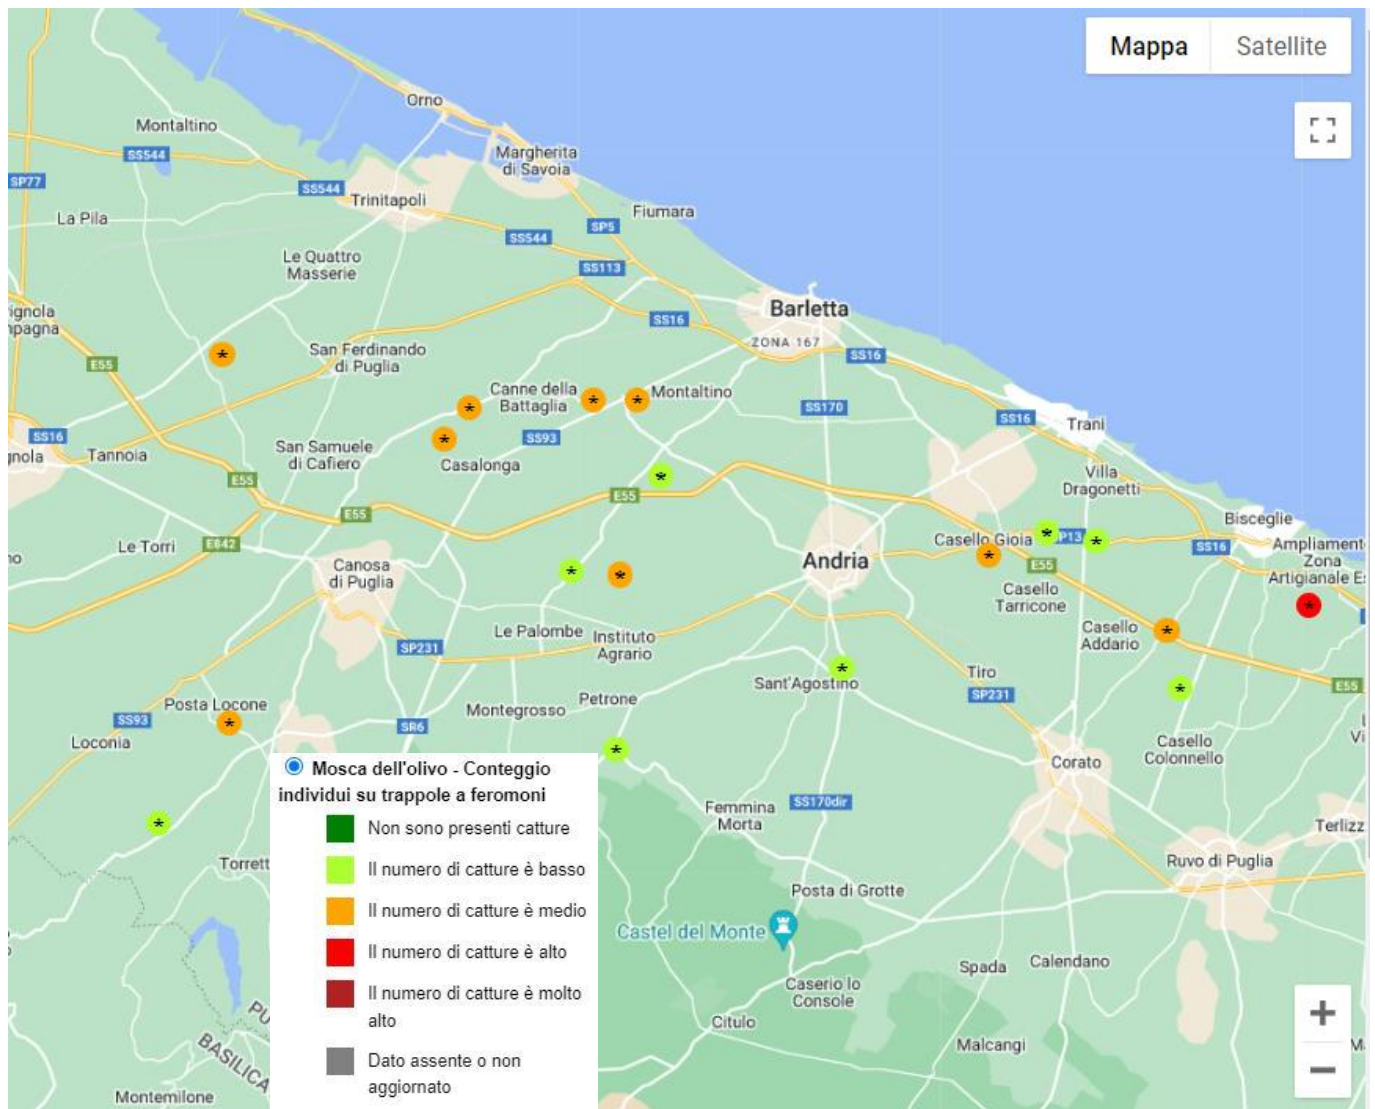 Mappa
Satellite
Orno
Montaltino
SS544
Margherita
di Savoia
SP77
SS544
Trinitapoli
La Pila
Fiumara
SP5
SS544
Le Quattro
Masserie
SS113
Barletta
SS16
ZONA 167
SS16
San Ferdinando
di Puglia
E55
Canne della
Battaglia
Montaltino
SS170
SS16
Trani
SS16
Tannoia
San Samuele
di Cafiero
SS93
Casalonga
Villa
Dragonetti
E55
E55
E55
Bisceglie
Le Torri
E842
Canosa
di Puglia
Andria
Casello Gioia
P13
SS16
Ampliament
Zona
Artigianale Es
E55
Casello
Tarricone
Le Palombe
Instituto
Agrario
SP231
Casello
Addario
Sant'Agostino
Tiro
SP231
E55
Posta Locone
Petrone
Montegrosso
SS93
SR6
Loconia
Casello
Colonnello
Corato
Mosca dell'olivo - Conteggio
individui su trappole a feromoni
Non sono presenti catture
Il numero di catture è basso
Il numero di catture è medio
Il numero di catture è alto
Il numero di catture è molto
alto
Dato assente o non
aggiornato
Femmina
Morta
SS170dir
Terlizz
Torrett
Ruvo di Puglia
Posta di Grotte
Castel del Monte
Spada
Calendano
Caserio lo
Console
Citulo
Malcangi
PU
BASILICA
Montemilone